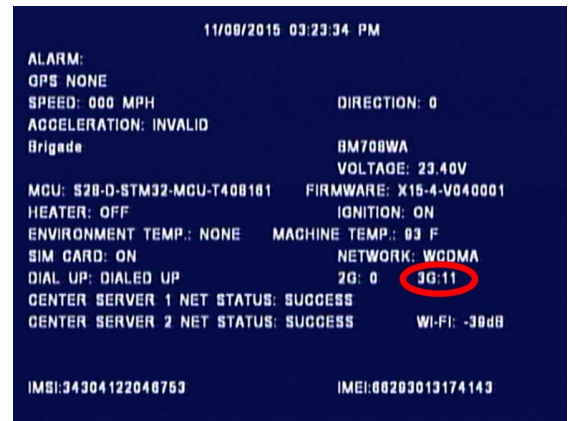 11/09/2015 03:23:34 PM
ALARM:
GPS NONE
SPEED: 000 MPH DIRECTION: 0
ACCELERATION: INVALID
Brigade BM708WA
VOLTAGE: 23.40V
MCU: S28-D-STM32-MCU-T408161 FIRMWARE: X15-4-V040001
HEATER: OFF IGNITION: ON
ENVIRONMENT TEMP.: NONE MACHINE TEMP.: 93 F
SIM CARD: ON NETWORK: WCDMA
DIAL UP: DIALED UP 2G: 0 3G:11
CENTER SERVER 1 NET STATUS: SUCCESS
CENTER SERVER 2 NET STATUS: SUCCESS WI-FI: -39dB
IMSI:34304122046753 IMEI:66293013174143